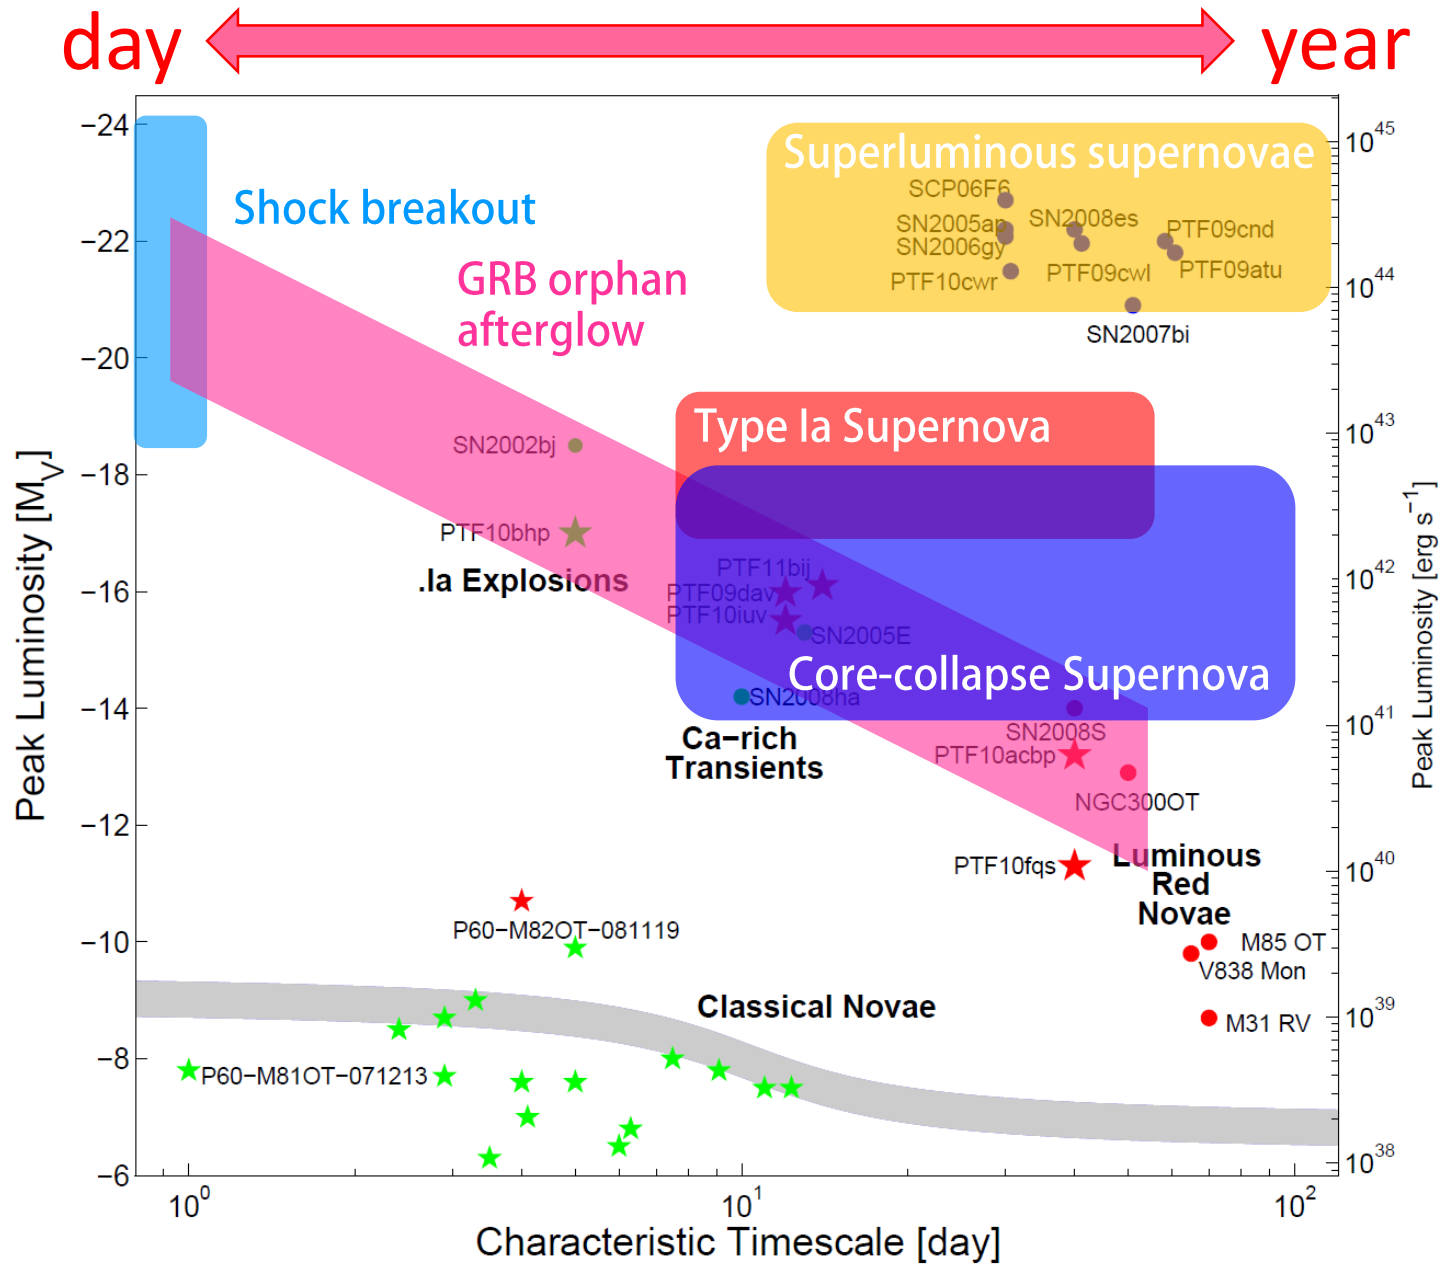 day
year
−24
−22
−20
−18
−16
−14
−12
−10
−8
−6
Peak Luminosity [M_V]
10^45
10^44
10^43
10^42
10^41
10^40
10^39
10^38
Peak Luminosity [erg s^−1]
Shock breakout
GRB orphan
afterglow
Superluminous supernovae
SCP06F6
SN2005ap
SN2008es
SN2006gy
PTF09cnd
PTF10cwr
PTF09cwl
PTF09atu
SN2007bi
Type Ia Supernova
SN2002bj
PTF10bhp
.Ia Explosions
PTF11bij
PTF09dav
PTF10iuv
SN2005E
Core-collapse Supernova
SN2008ha
Ca−rich
Transients
SN2008S
PTF10acbp
NGC300OT
PTF10fqs
Luminous
Red
Novae
P60−M82OT−081119
M85 OT
V838 Mon
M31 RV
Classical Novae
P60−M81OT−071213
10^0
10^1
10^2
Characteristic Timescale [day]